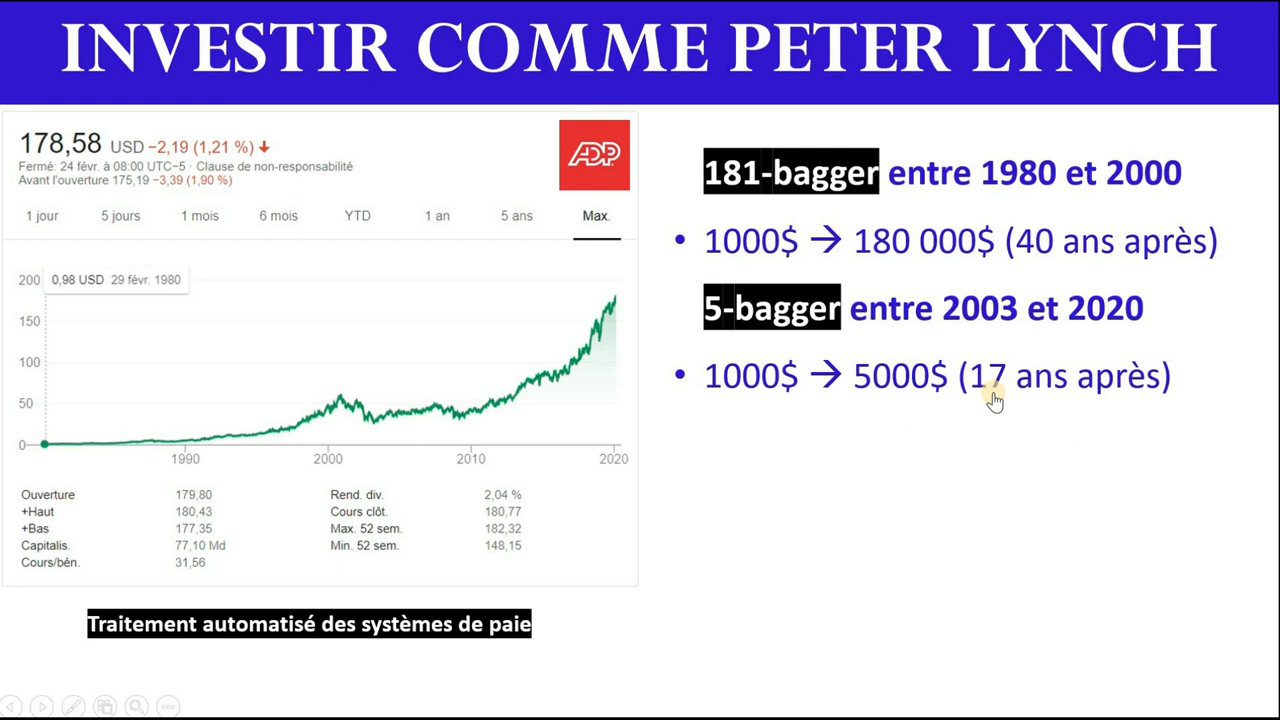 INVESTIR COMME PETER LYNCH
178,58 USD −2,19 (1,21 %)
Fermé: 24 févr. à 08:00 UTC−5 · Clause de non-responsabilité
Avant l'ouverture 175,19 −3,39 (1,90 %)
ADP
1 jour 5 jours 1 mois 6 mois YTD 1 an 5 ans Max.
0,98 USD 29 févr. 1980
200
150
100
50
0
1990 2000 2010 2020
Ouverture 179,80 Rend. div. 2,04 %
+Haut 180,43 Cours clôt. 180,77
+Bas 177,35 Max. 52 sem. 182,32
Capitalis. 77,10 Md Min. 52 sem. 148,15
Cours/bén. 31,56
Traitement automatisé des systèmes de paie
181-bagger entre 1980 et 2000
• 1000$ → 180 000$ (40 ans après)
5-bagger entre 2003 et 2020
• 1000$ → 5000$ (17 ans après)